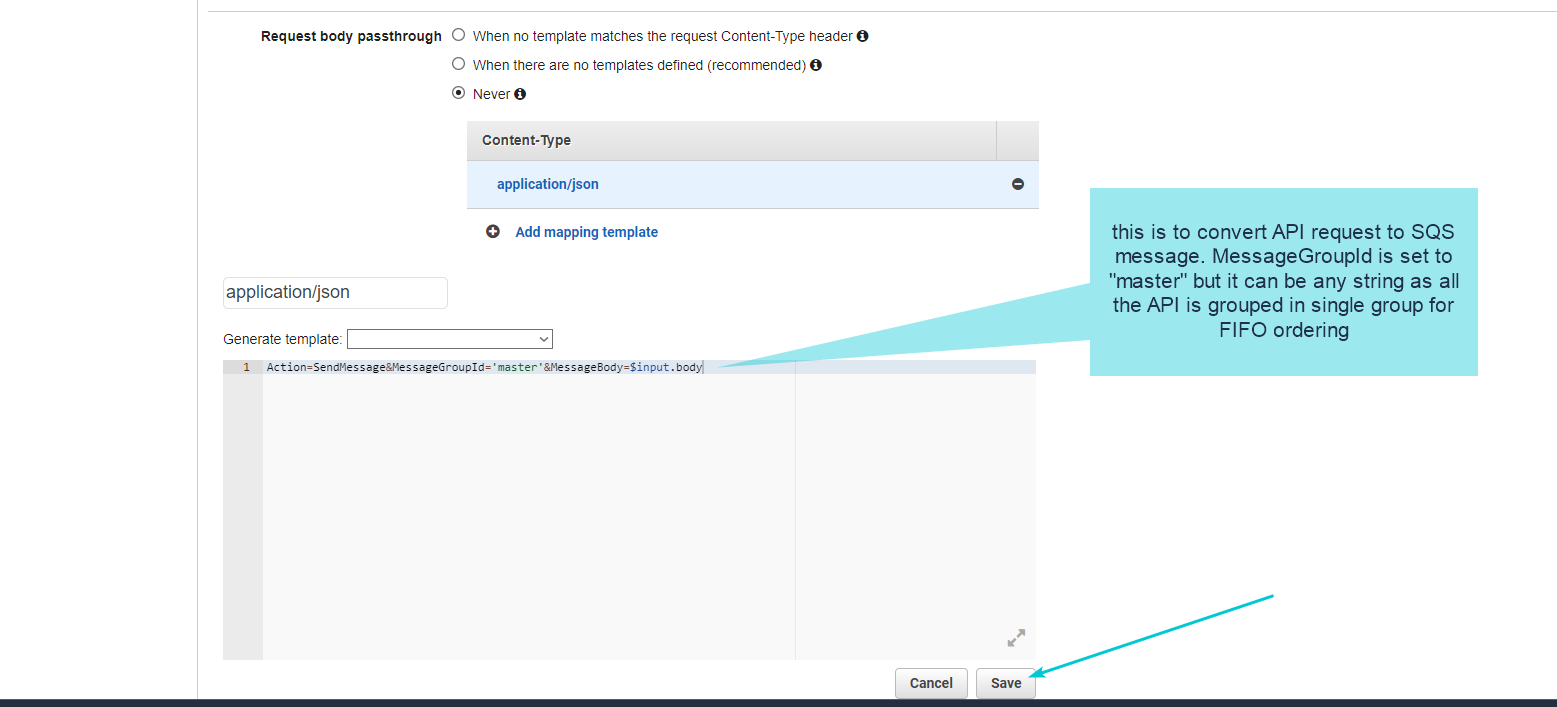 Request body passthrough
When no template matches the request Content-Type header
When there are no templates defined (recommended)
Never
Content-Type
application/json
Add mapping template
this is to convert API request to SQS
message. MessageGroupId is set to
"master" but it can be any string as all
the API is grouped in single group for
FIFO ordering
application/json
Generate template:
1 Action=SendMessage&MessageGroupId='master'&MessageBody=$input.body
Cancel Save